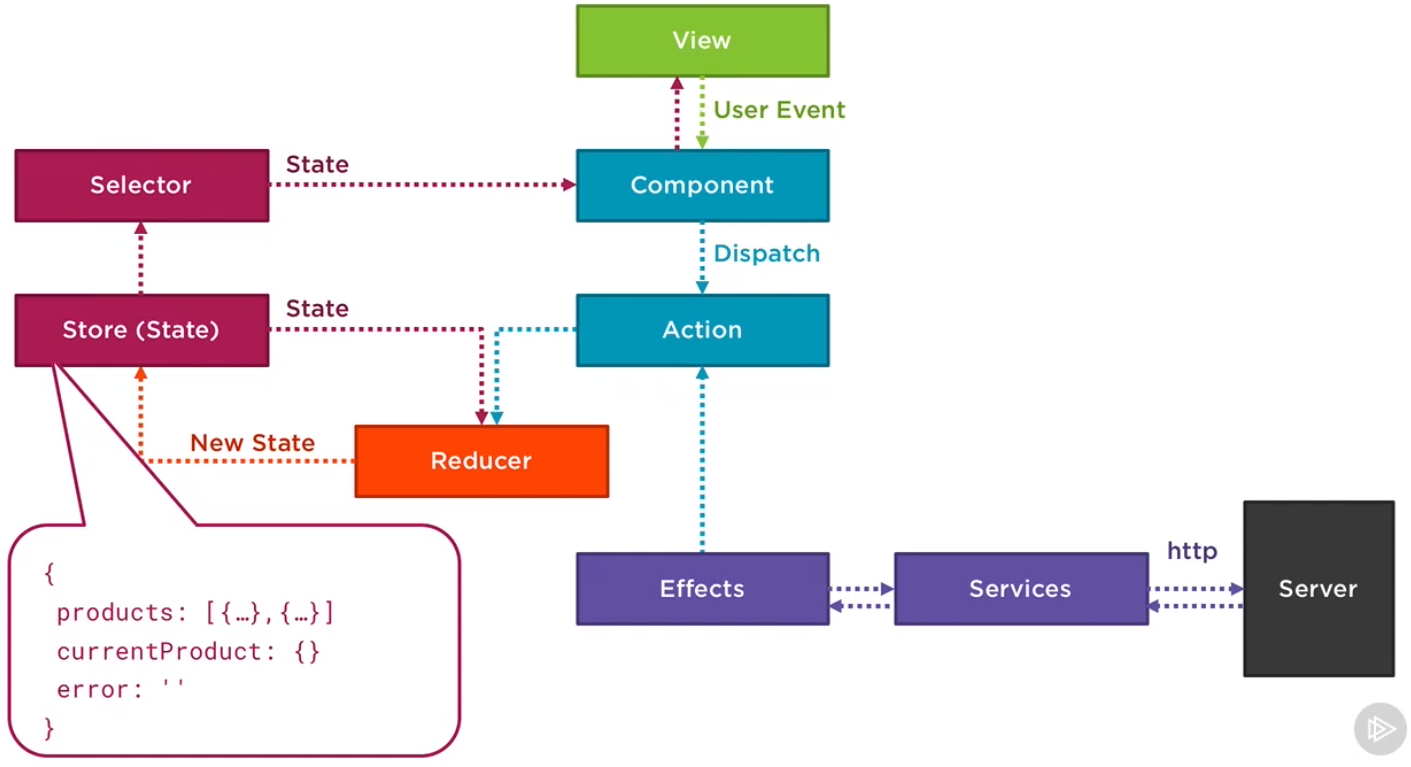 View
User Event
Selector
State
Component
Dispatch
Store (State)
State
Action
New State
Reducer
http
Effects
Services
Server
{
products: [{…},{…}]
currentProduct: {}
error: ''
}